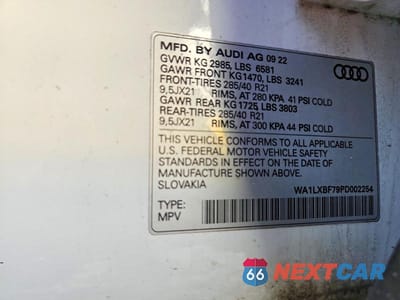 MFD. BY AUDI AG 09 22
GVWR KG 2985, LBS 6581
GAWR FRONT KG1470, LBS 3241
FRONT-TIRES 285/40 R21
9,5JX21 RIMS, AT 280 KPA 41 PSI COLD
GAWR REAR KG 1725, LBS 3803
REAR-TIRES 285/40 R21
9,5JX21 RIMS, AT 300 KPA 44 PSI COLD
THIS VEHICLE CONFORMS TO ALL APPLICABLE
U.S. FEDERAL MOTOR VEHICLE SAFETY
STANDARDS IN EFFECT ON THE DATE OF
MANUFACTURE SHOWN ABOVE.
SLOVAKIA
WA1LXBF79PD002254
TYPE:
MPV
66 NEXTCAR